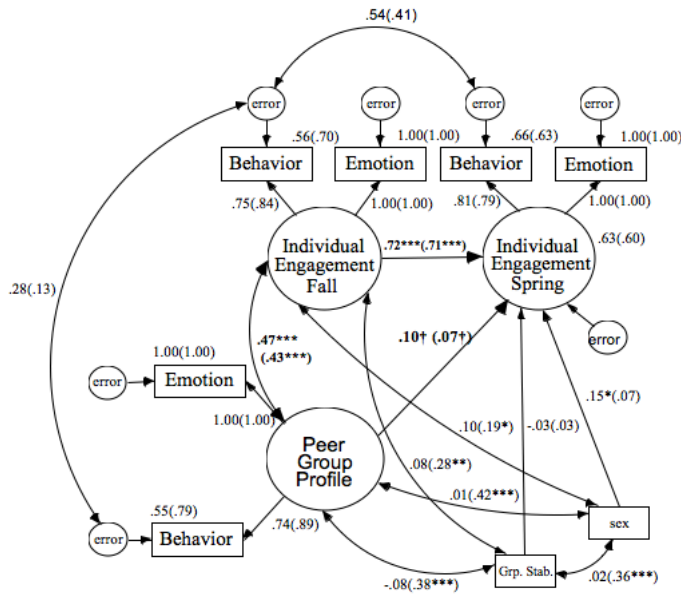 .54(.41)
error
error
error
error
.56(.70)
1.00(1.00)
.66(.63)
1.00(1.00)
Behavior
Emotion
Behavior
Emotion
.75(.84)
1.00(1.00)
.81(.79)
1.00(1.00)
Individual
Engagement
Fall
.72***(.71***)
Individual
Engagement
Spring
.63(.60)
.28(.13)
.47***
(.43***)
.10† (.07†)
error
1.00(1.00)
error
Emotion
1.00(1.00)
.15*(.07)
.10(.19*)
-.03(.03)
Peer
Group
Profile
.08(.28**)
.01(.42***)
sex
.55(.79)
.74(.89)
error
Behavior
-.08(.38***)
Grp. Stab.
.02(.36***)